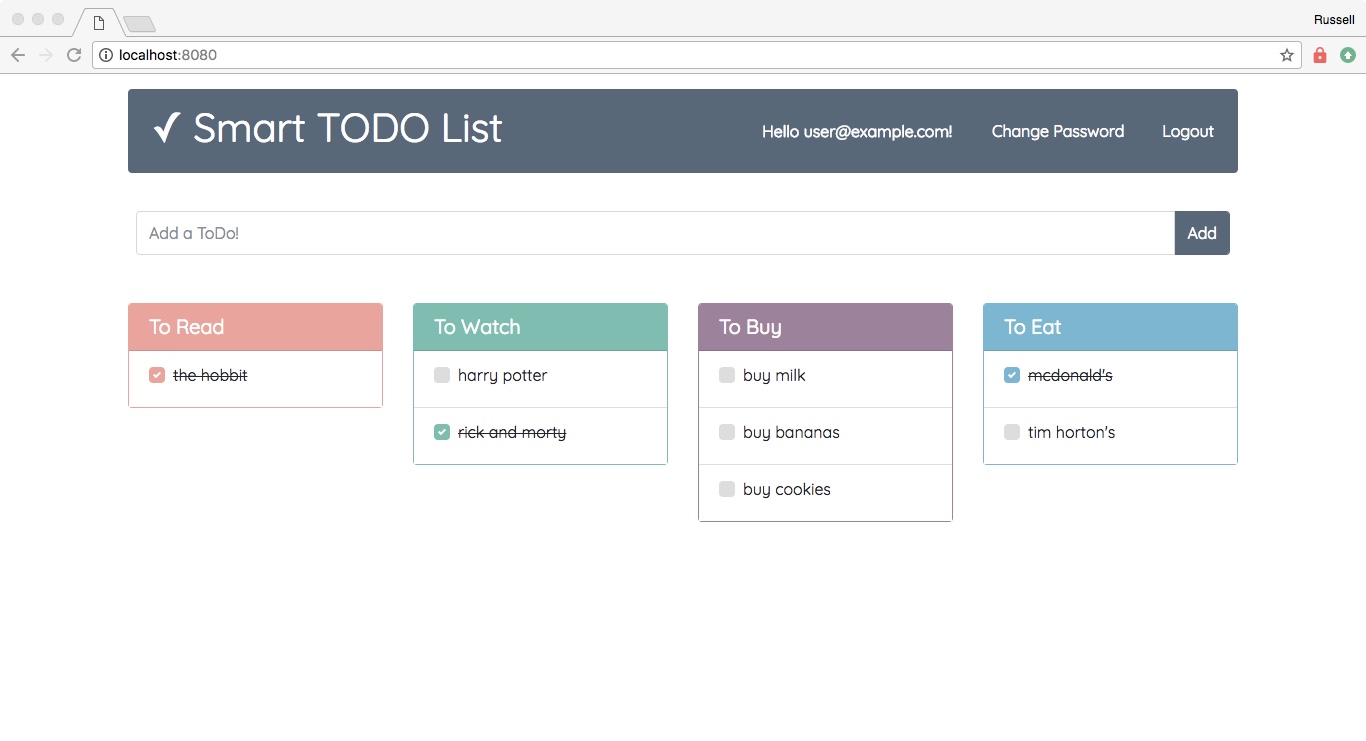 Russell
localhost:8080
✓ Smart TODO List
Hello user@example.com!
Change Password
Logout
Add a ToDo!
Add
To Read
the hobbit
To Watch
harry potter
rick and morty
To Buy
buy milk
buy bananas
buy cookies
To Eat
mcdonald's
tim horton's